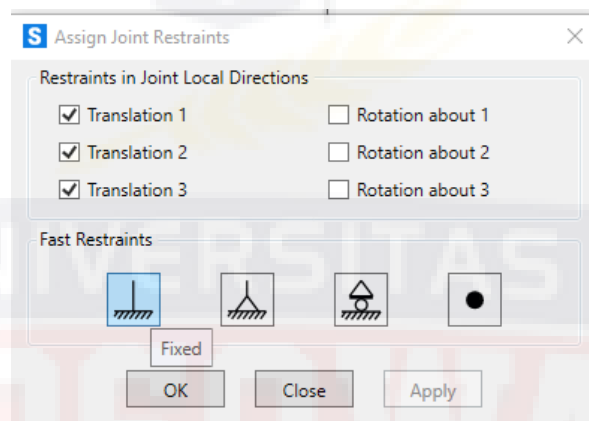 S Assign Joint Restraints
Restraints in Joint Local Directions
Translation 1 Rotation about 1
Translation 2 Rotation about 2
Translation 3 Rotation about 3
Fast Restraints
UNIVERSITAS
Fixed
OK Close Apply